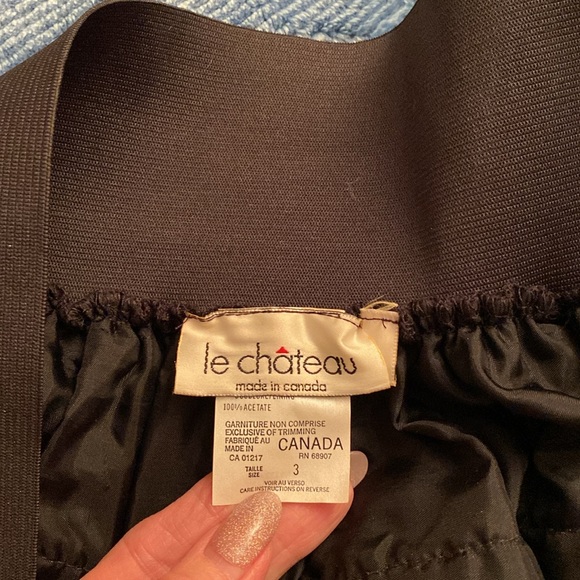 le château
made in canada
100% ACETATE
GARNITURE NON COMPRISE
EXCLUSIVE OF TRIMMING
FABRIQUÉ AU
MADE IN CANADA
CA 01217 RN 68907
TAILLE
SIZE 3
VOIR AU VERSO
CARE INSTRUCTIONS ON REVERSE